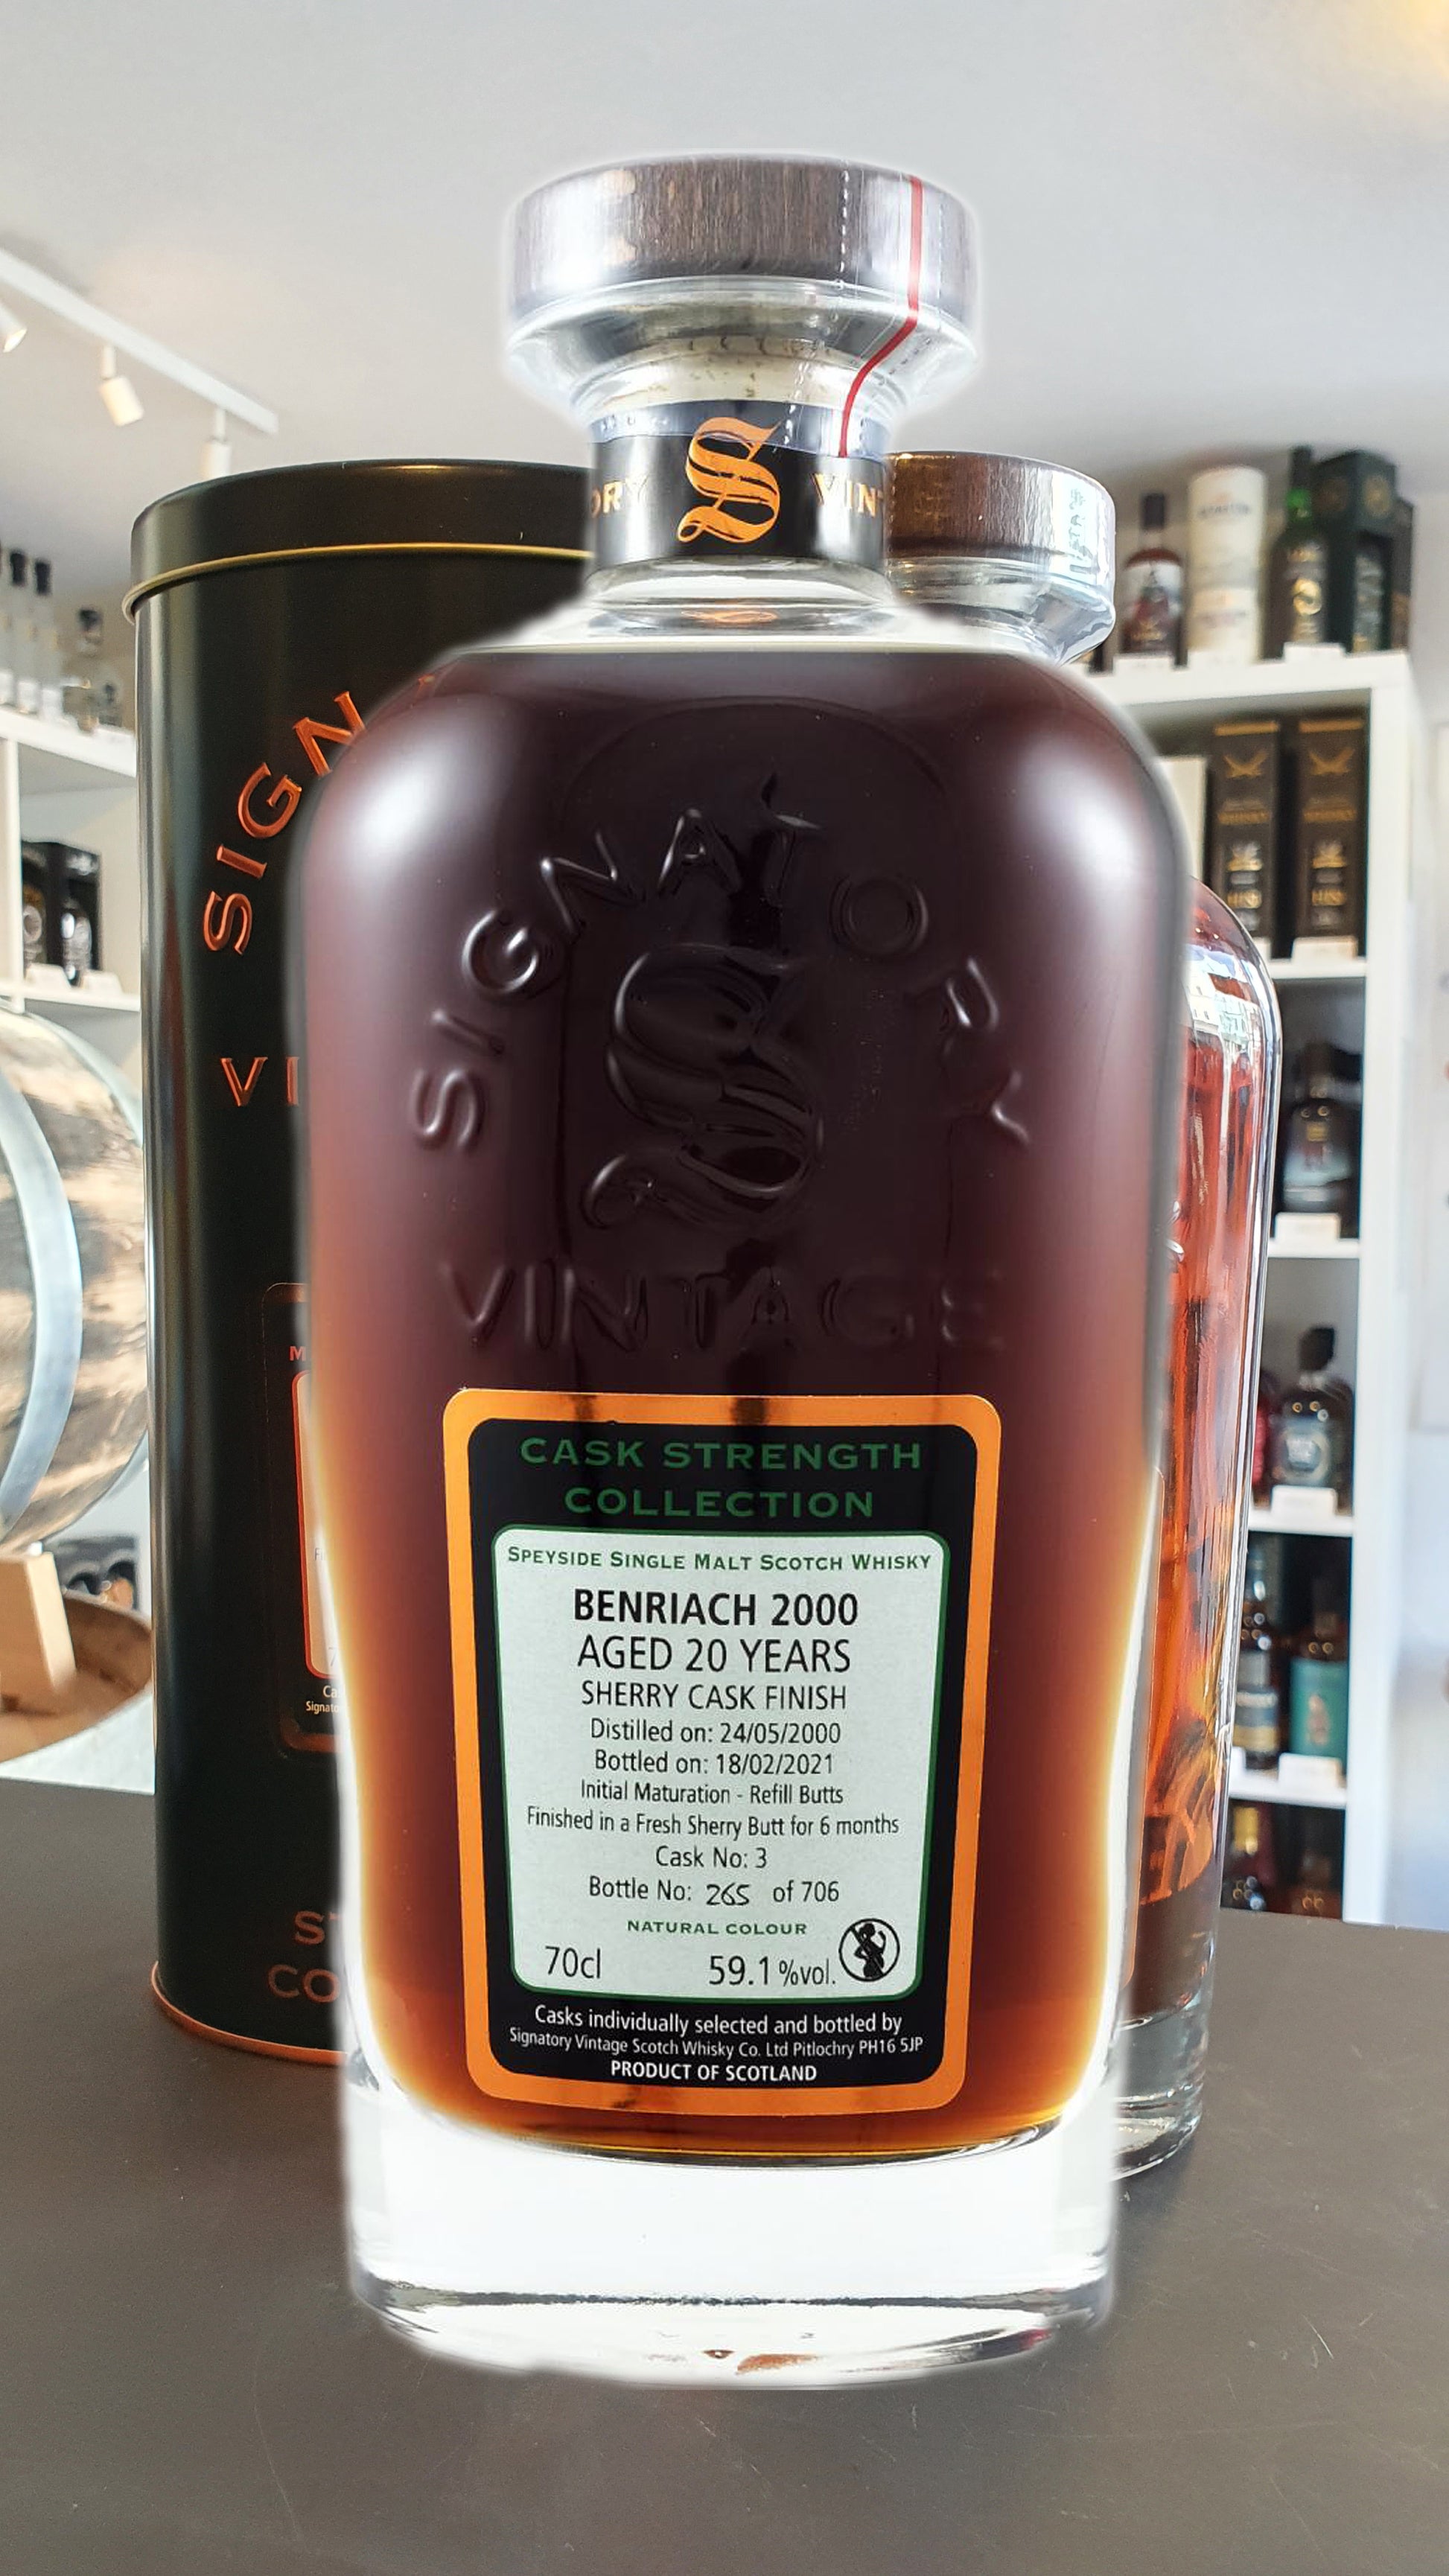 S
ORY
VINT
SIGN
VI
SIGNATORY
S
VINTAGE
CASK STRENGTH
COLLECTION
SPEYSIDE SINGLE MALT SCOTCH WHISKY
BENRIACH 2000
AGED 20 YEARS
SHERRY CASK FINISH
Distilled on: 24/05/2000
Bottled on: 18/02/2021
Initial Maturation - Refill Butts
Finished in a Fresh Sherry Butt for 6 months
Cask No: 3
Bottle No: 265 of 706
NATURAL COLOUR
70cl 59.1 %vol.
Casks individually selected and bottled by
Signatory Vintage Scotch Whisky Co. Ltd Pitlochry PH16 5JP
PRODUCT OF SCOTLAND
CO